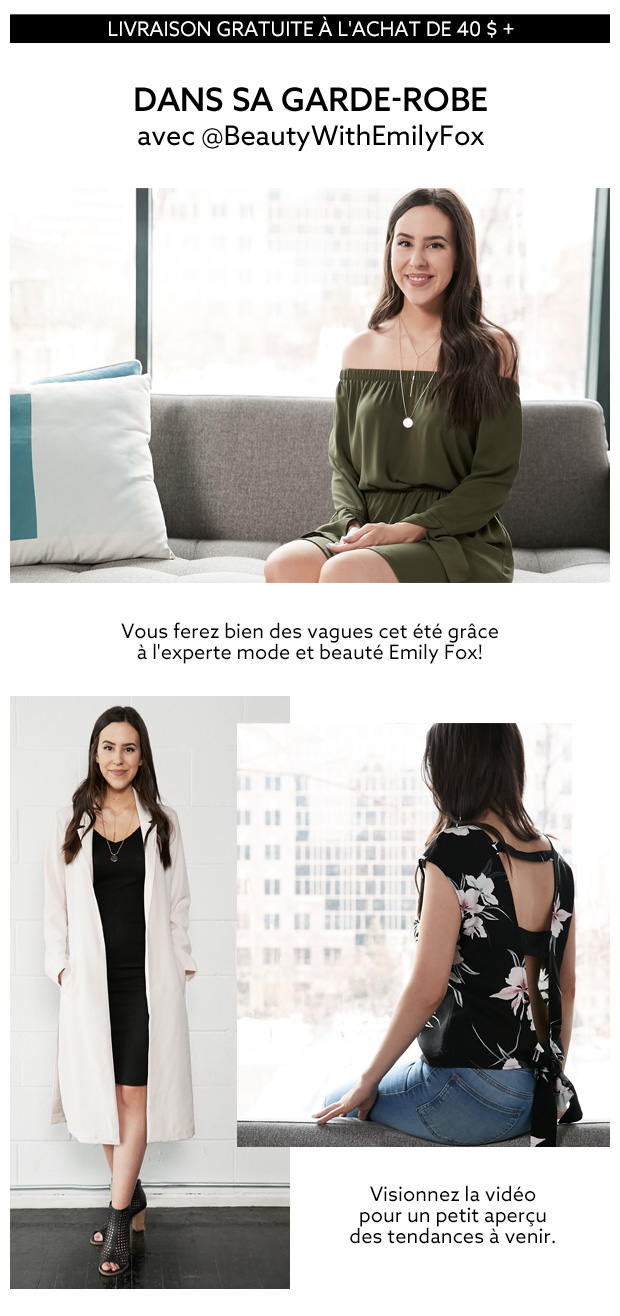 LIVRAISON GRATUITE À L'ACHAT DE 40 $ +
DANS SA GARDE-ROBE
avec @BeautyWithEmilyFox
Vous ferez bien des vagues cet été grâce
à l'experte mode et beauté Emily Fox!
Visionnez la vidéo
pour un petit aperçu
des tendances à venir.